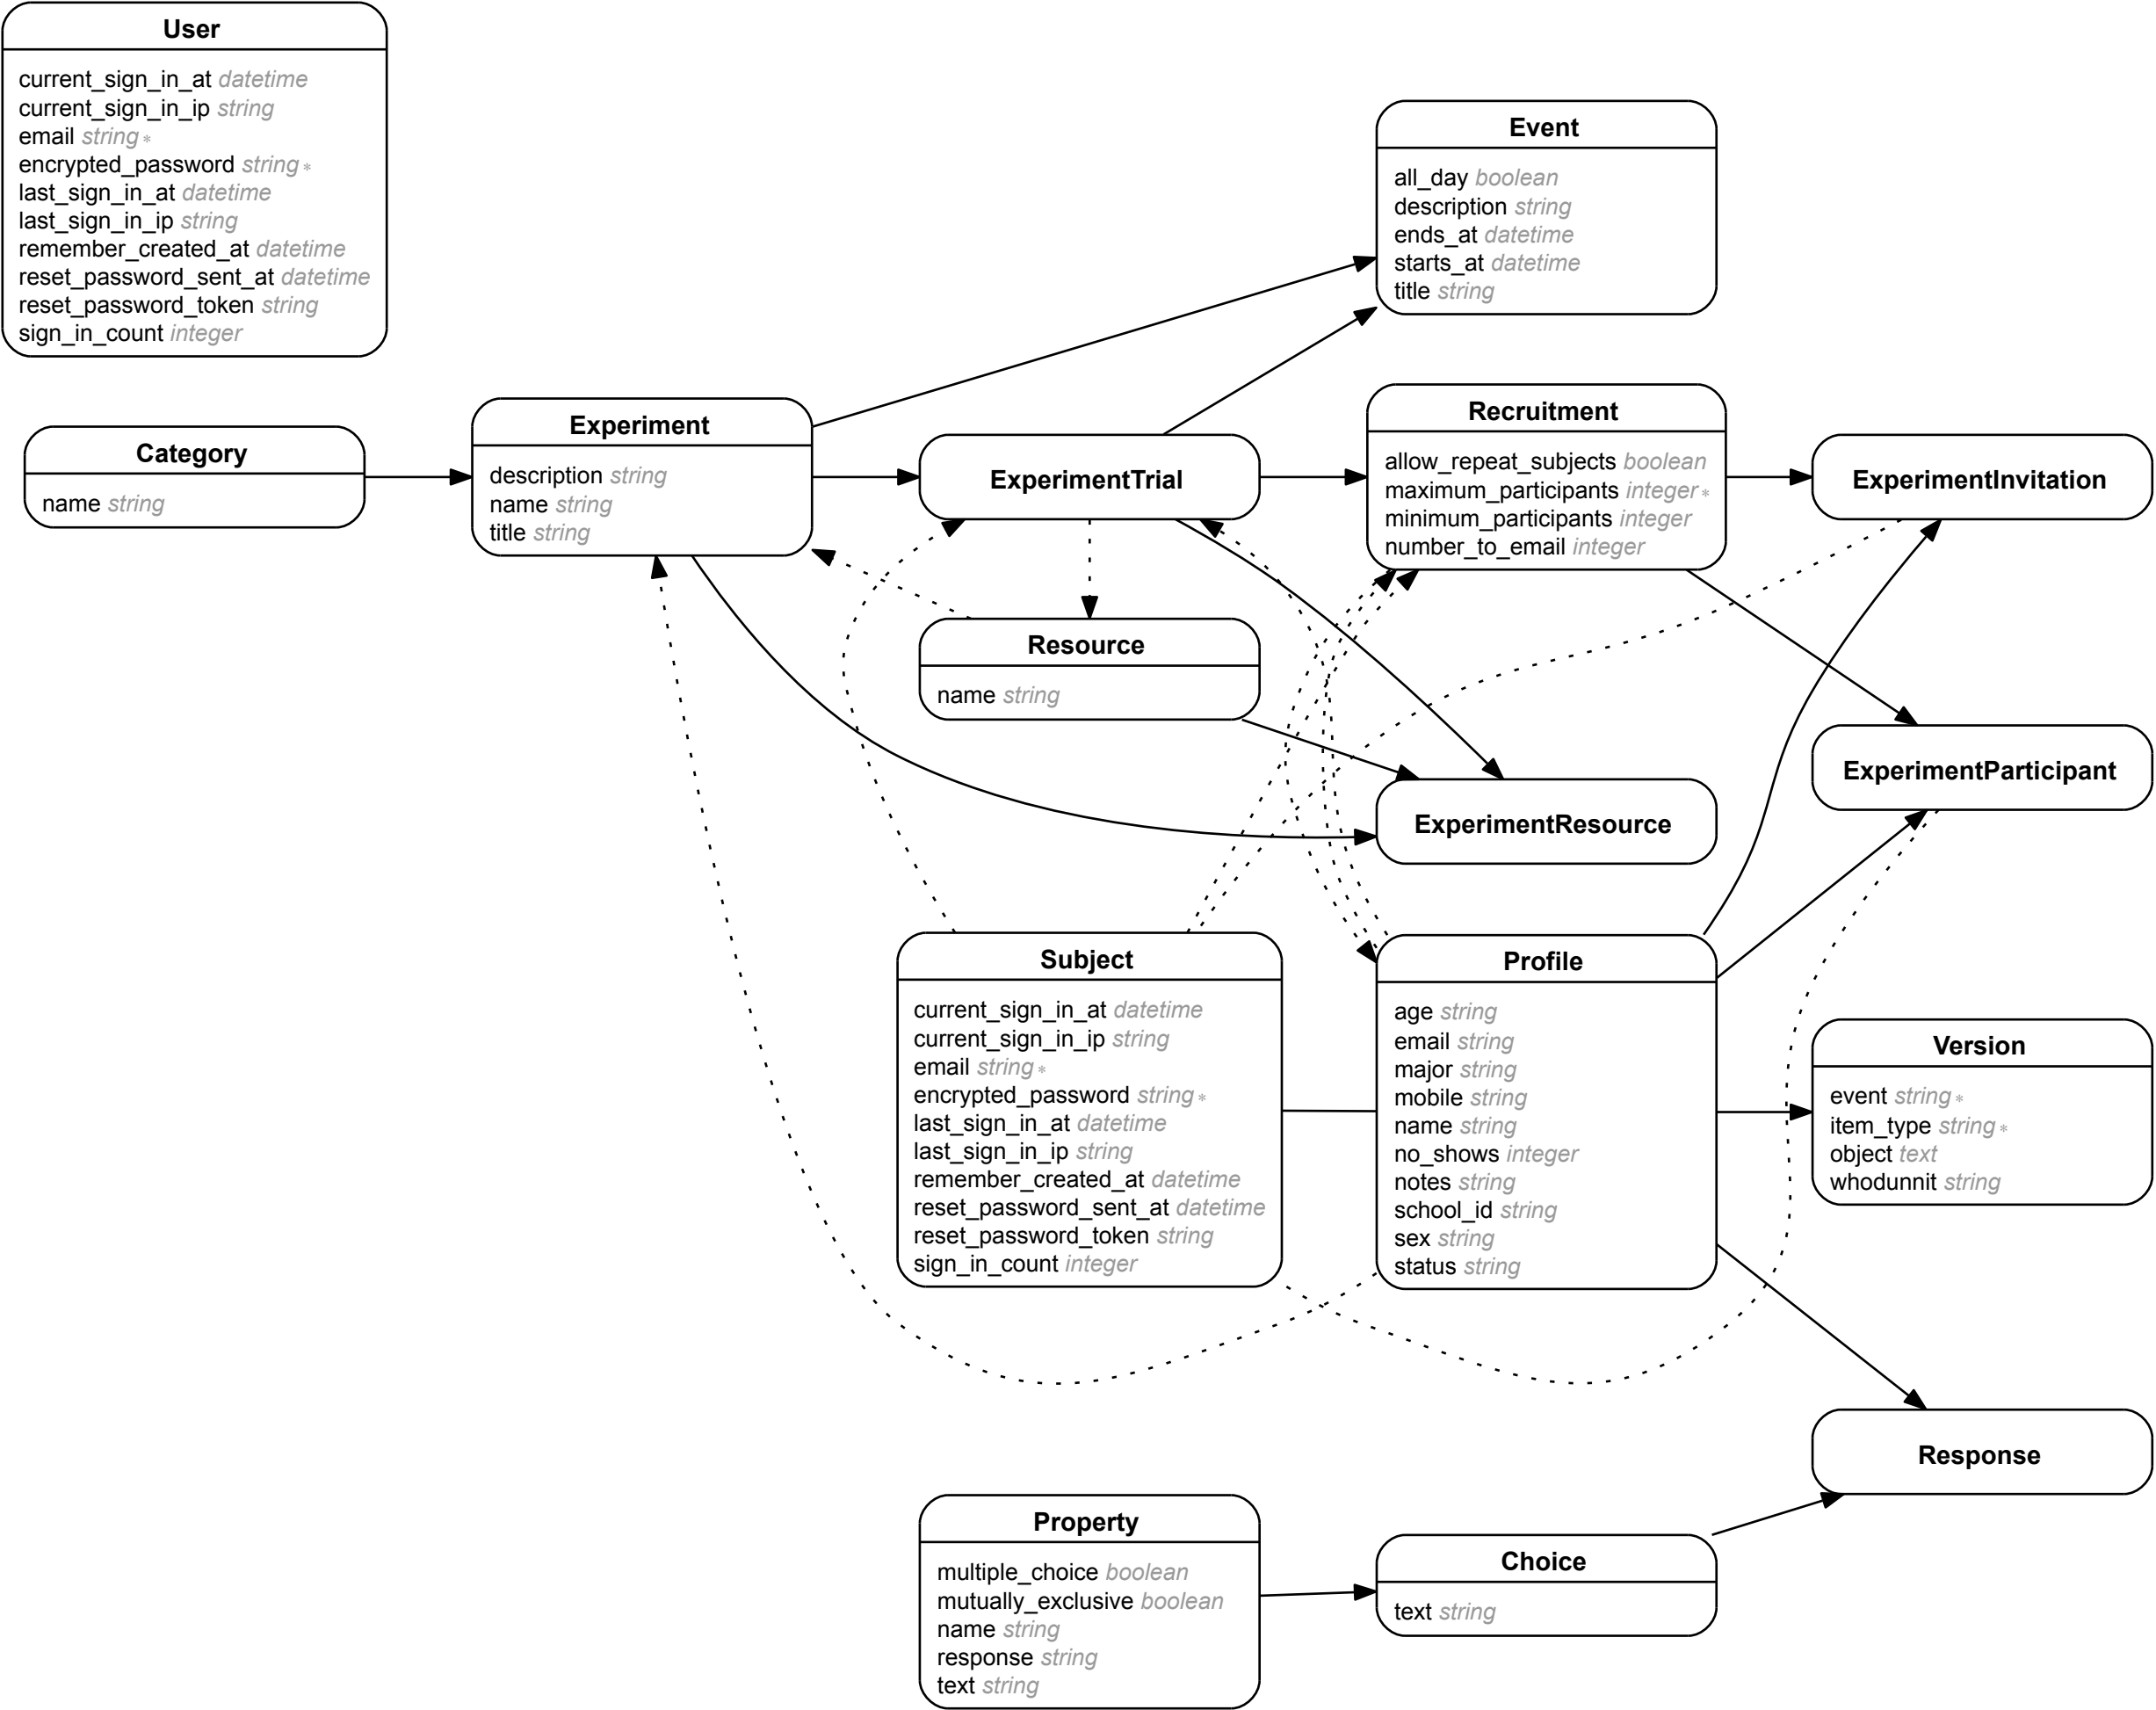 User
current_sign_in_at datetime
current_sign_in_ip string
email string *
encrypted_password string *
last_sign_in_at datetime
last_sign_in_ip string
remember_created_at datetime
reset_password_sent_at datetime
reset_password_token string
sign_in_count integer
Event
all_day boolean
description string
ends_at datetime
starts_at datetime
title string
Category
name string
Experiment
description string
name string
title string
ExperimentTrial
Recruitment
allow_repeat_subjects boolean
maximum_participants integer *
minimum_participants integer
number_to_email integer
ExperimentInvitation
Resource
name string
ExperimentResource
ExperimentParticipant
Subject
current_sign_in_at datetime
current_sign_in_ip string
email string *
encrypted_password string *
last_sign_in_at datetime
last_sign_in_ip string
remember_created_at datetime
reset_password_sent_at datetime
reset_password_token string
sign_in_count integer
Profile
age string
email string
major string
mobile string
name string
no_shows integer
notes string
school_id string
sex string
status string
Version
event string *
item_type string *
object text
whodunnit string
Response
Property
multiple_choice boolean
mutually_exclusive boolean
name string
response string
text string
Choice
text string